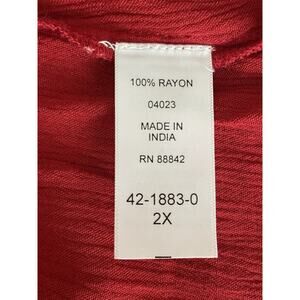 100% RAYON
04023
MADE IN
INDIA
RN 88842
42-1883-0
2X